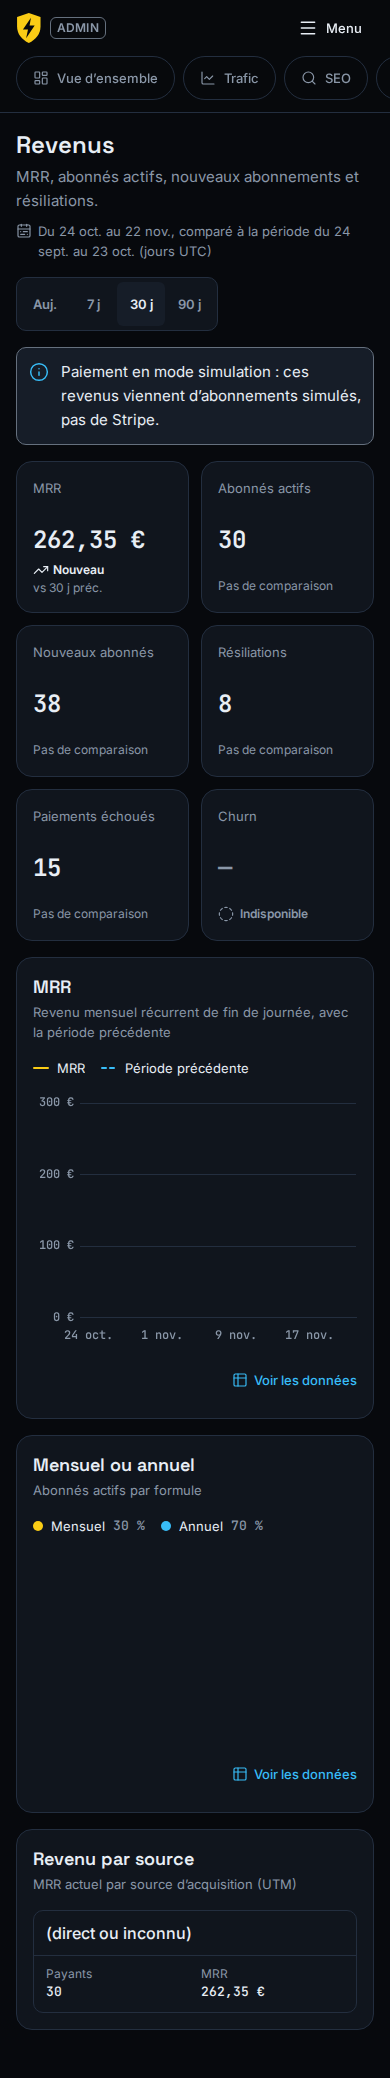 ADMIN
Menu
Vue d’ensemble
Trafic
SEO
Revenus
MRR, abonnés actifs, nouveaux abonnements et
résiliations.
Du 24 oct. au 22 nov., comparé à la période du 24
sept. au 23 oct. (jours UTC)
Auj. 7 j 30 j 90 j
Paiement en mode simulation : ces
revenus viennent d’abonnements simulés,
pas de Stripe.
MRR
262,35 €
Nouveau
vs 30 j préc.
Abonnés actifs
30
Pas de comparaison
Nouveaux abonnés
38
Pas de comparaison
Résiliations
8
Pas de comparaison
Paiements échoués
15
Pas de comparaison
Churn
—
Indisponible
MRR
Revenu mensuel récurrent de fin de journée, avec
la période précédente
MRR Période précédente
300 €
200 €
100 €
0 €
24 oct. 1 nov. 9 nov. 17 nov.
Voir les données
Mensuel ou annuel
Abonnés actifs par formule
Mensuel 30 % Annuel 70 %
Voir les données
Revenu par source
MRR actuel par source d’acquisition (UTM)
(direct ou inconnu)
Payants MRR
30 262,35 €